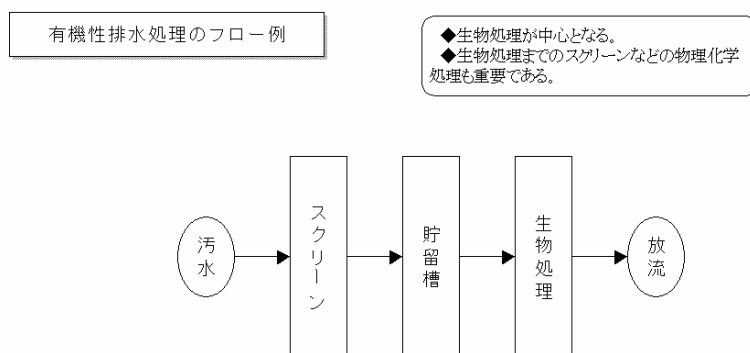 有機性排水処理のフロー例
◆生物処理が中心となる。
◆生物処理までのスクリーンなどの物理化学
処理も重要である。
汚水
スクリーン
貯留槽
生物処理
放流